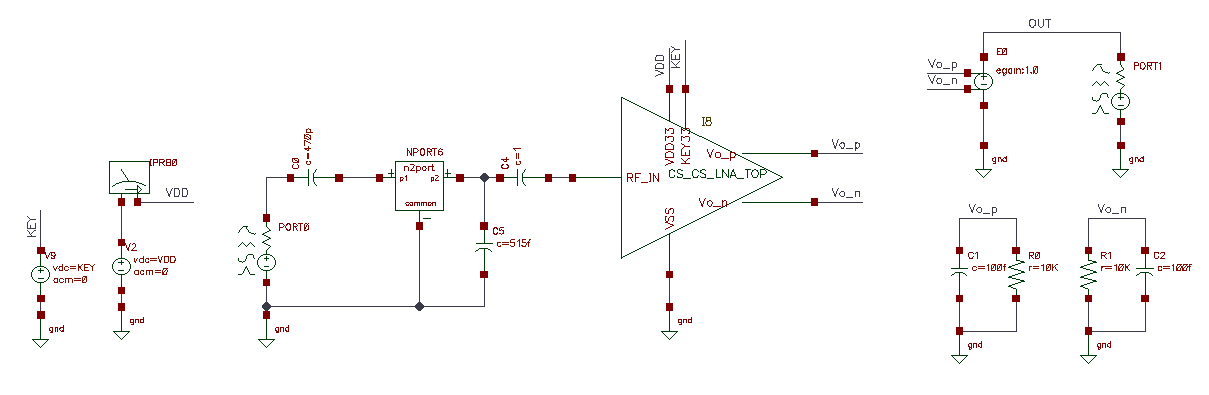 KEY
V9
vdc=KEY
acm=0
gnd
IPRB0
VDD
V2
vdc=VDD
acm=0
gnd
C0
c=470p
PORT0
gnd
NPORT6
n2port
p1
p2
+
+
common
−
C4
c=1
C5
c=515f
VDD
KEY
I8
VDD33
KEY33
RF_IN
Vo_p
CS_CS_LNA_TOP
Vo_n
VSS
gnd
Vo_p
Vo_n
OUT
Vo_p
Vo_n
E0
egain:1.0
gnd
PORT1
gnd
Vo_p
C1
c=100f
R0
r=10K
gnd
Vo_n
R1
r=10K
C2
c=100f
gnd